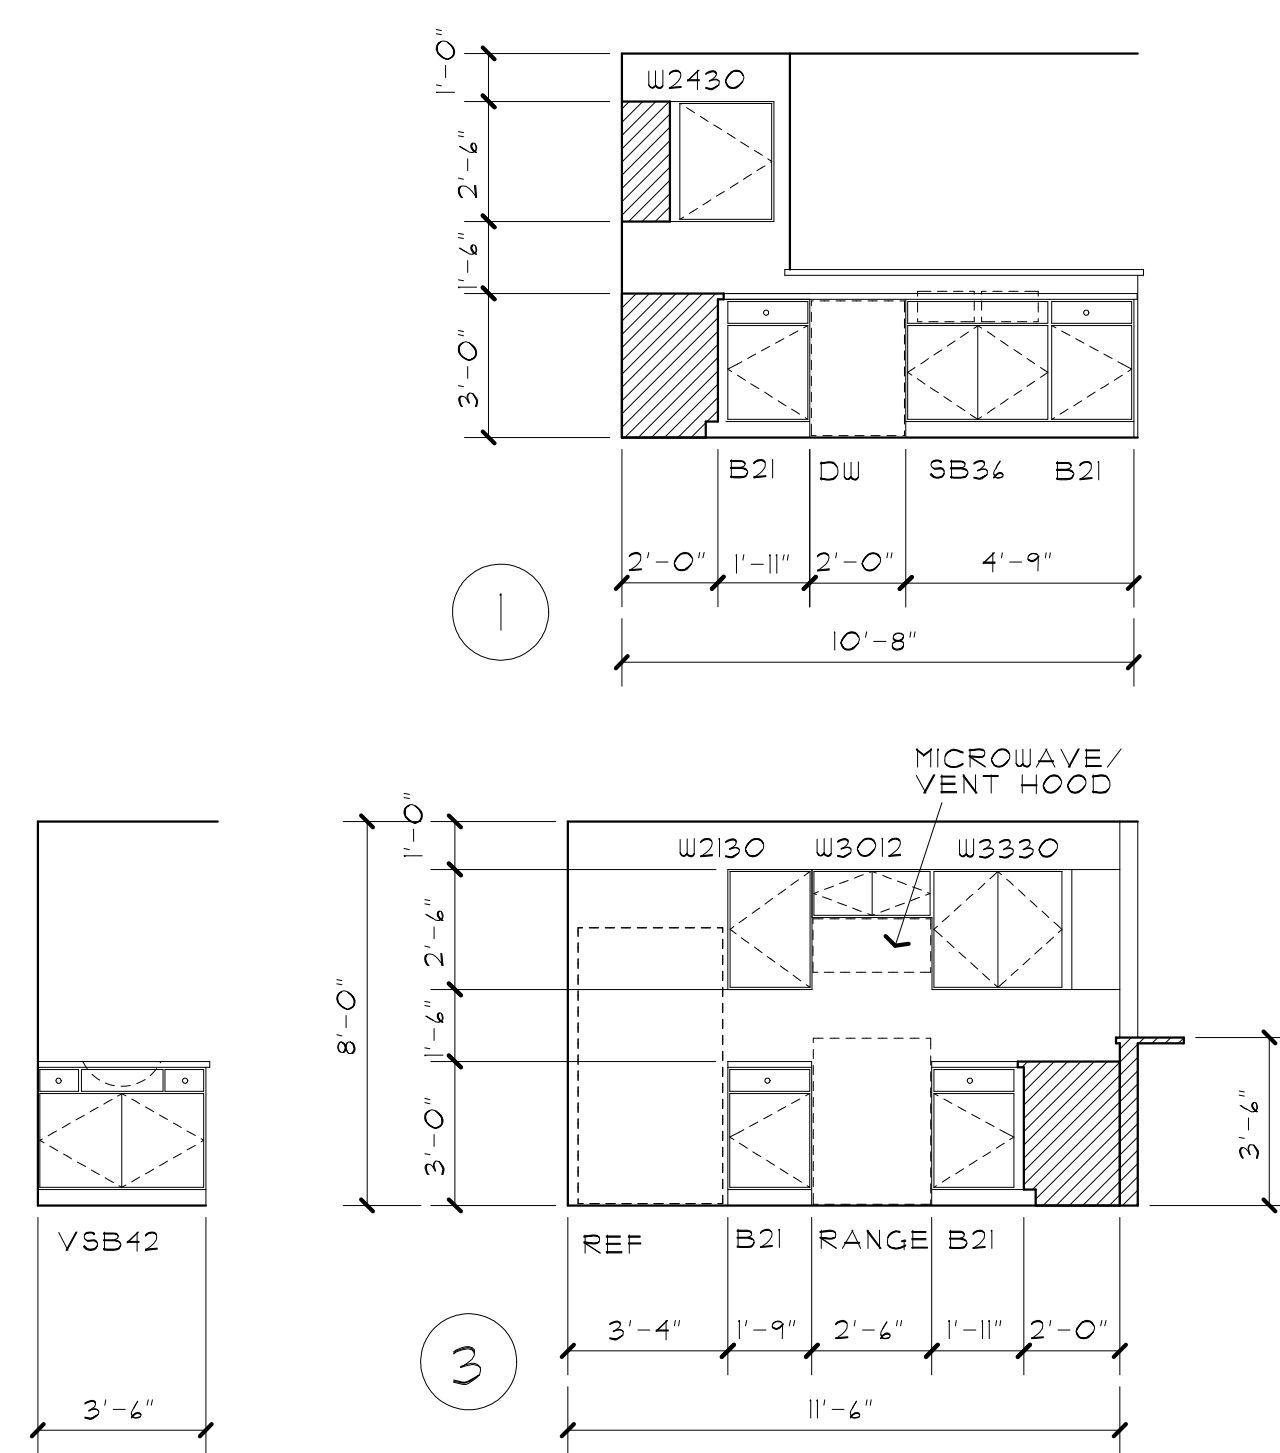 1'-0"
W2430
2'-6"
1'-6"
3'-0"
B21 DW SB36 B21
2'-0" 1'-11" 2'-0" 4'-9"
1
10'-8"
MICROWAVE/
VENT HOOD
1'-0"
W2130 W3012 W3330
2'-6"
8'-0"
1'-6"
3'-0"
3'-6"
VSB42
REF B21 RANGE B21
3'-4" 1'-9" 2'-6" 1'-11" 2'-0"
3
3'-6"
11'-6"